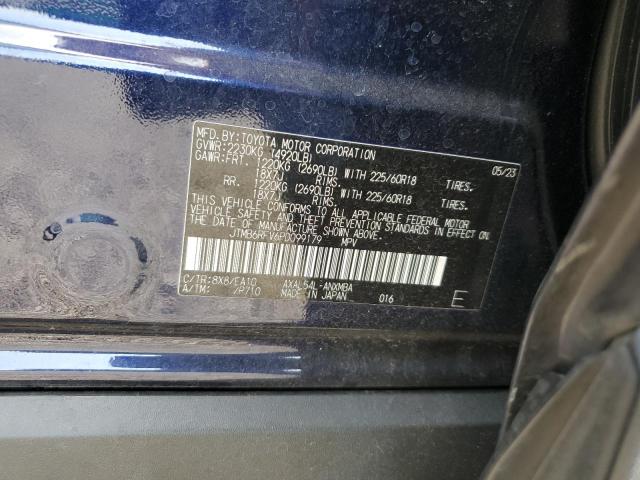 MFD.BY:TOYOTA MOTOR CORPORATION 05/23
GVWR:2230KG (4920LB)
GAWR:FRT. 1220KG (2690LB) WITH 225/60R18 TIRES.
18X7J RIMS.
RR. 1220KG (2690LB) WITH 225/60R18 TIRES.
18X7J RIMS.
THIS VEHICLE CONFORMS TO ALL APPLICABLE FEDERAL MOTOR
VEHICLE SAFETY AND THEFT PREVENTION STANDARDS IN EFFECT
ON THE DATE OF MANUFACTURE SHOWN ABOVE.
JTMB6RFV6PD099179 MPV
C/TR:8X8/EA10 AXAL54L-ANXMBA
A/TM: /P710 MADE IN JAPAN 016 E